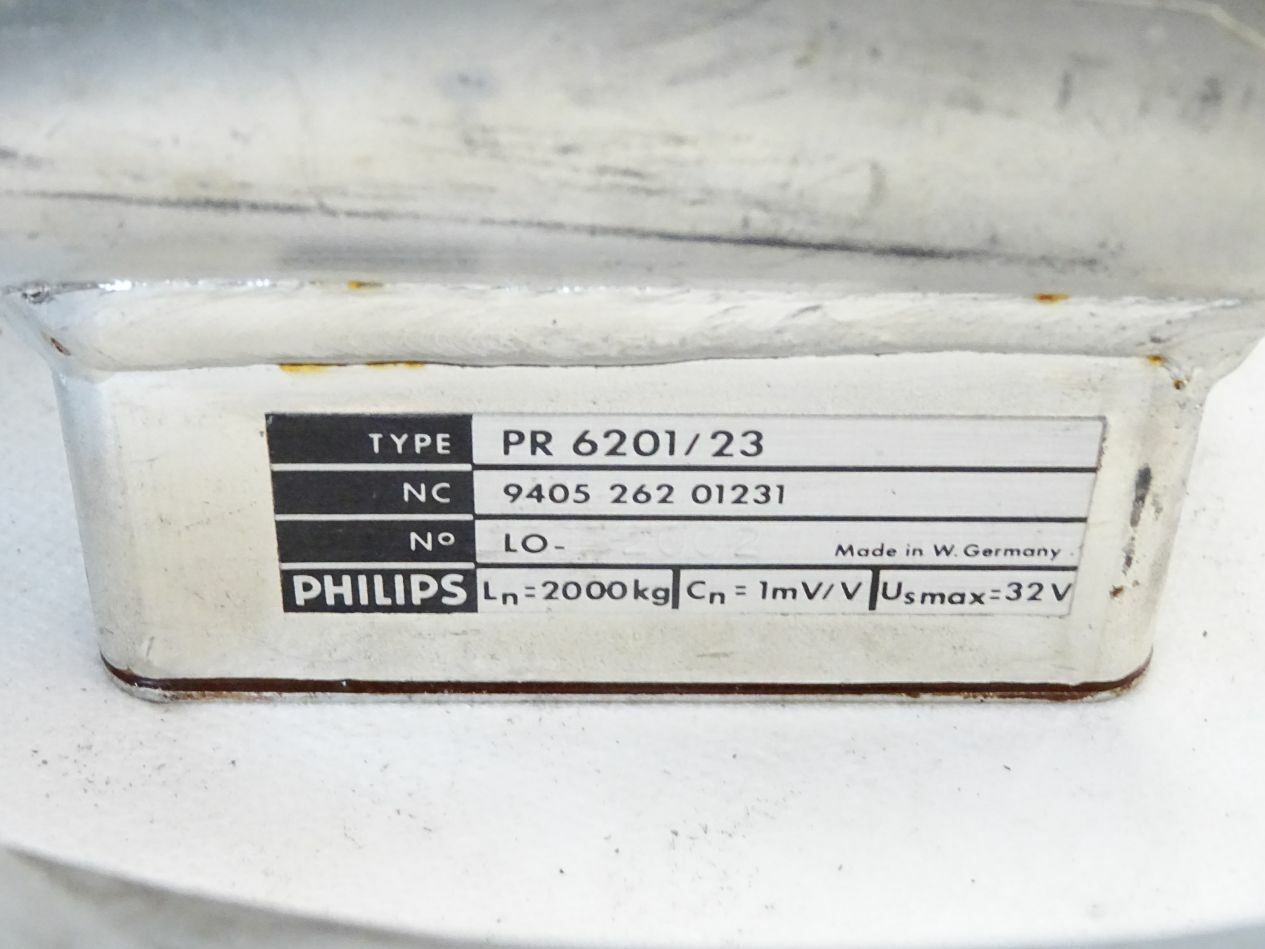 TYPE PR 6201/23
NC 9405 262 01231
Nº LO-
Made in W. Germany
PHILIPS Ln=2000kg Cn = 1mV/V Usmax=32V